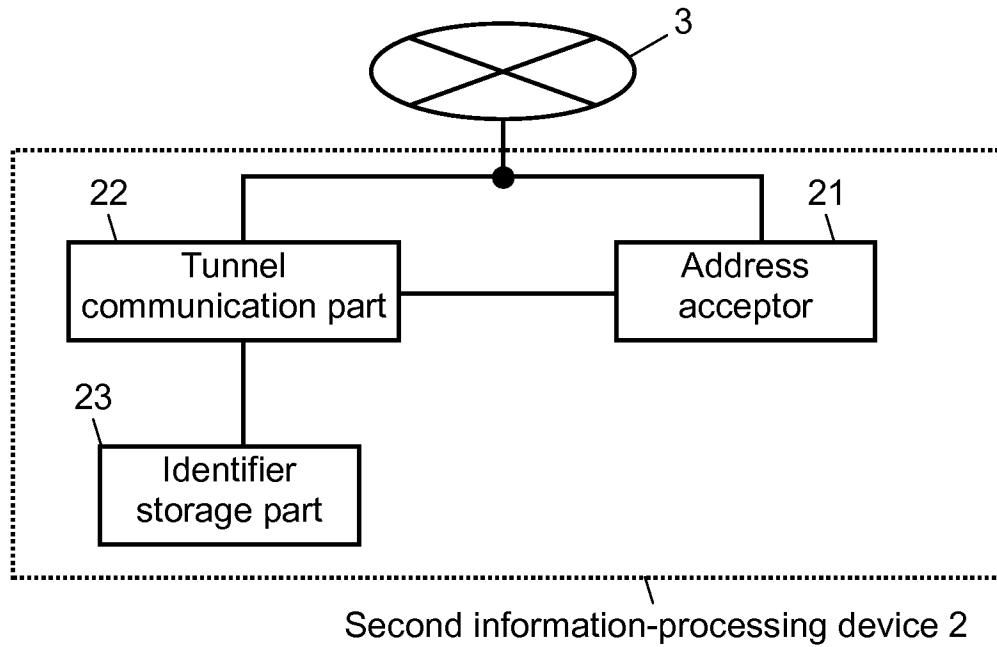 3
22
21
Tunnel
communication part
Address
acceptor
23
Identifier
storage part
Second information-processing device 2